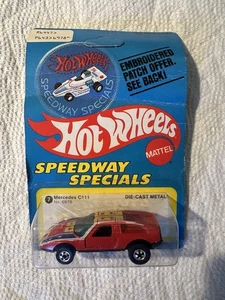 HOT WHEELS
SPEEDWAY SPECIALS
EMBROIDERED
PATCH OFFER.
SEE BACK!
HOT WHEELS
MATTEL
SPEEDWAY
SPECIALS
7 Mercedes C111
DIE-CAST METAL!